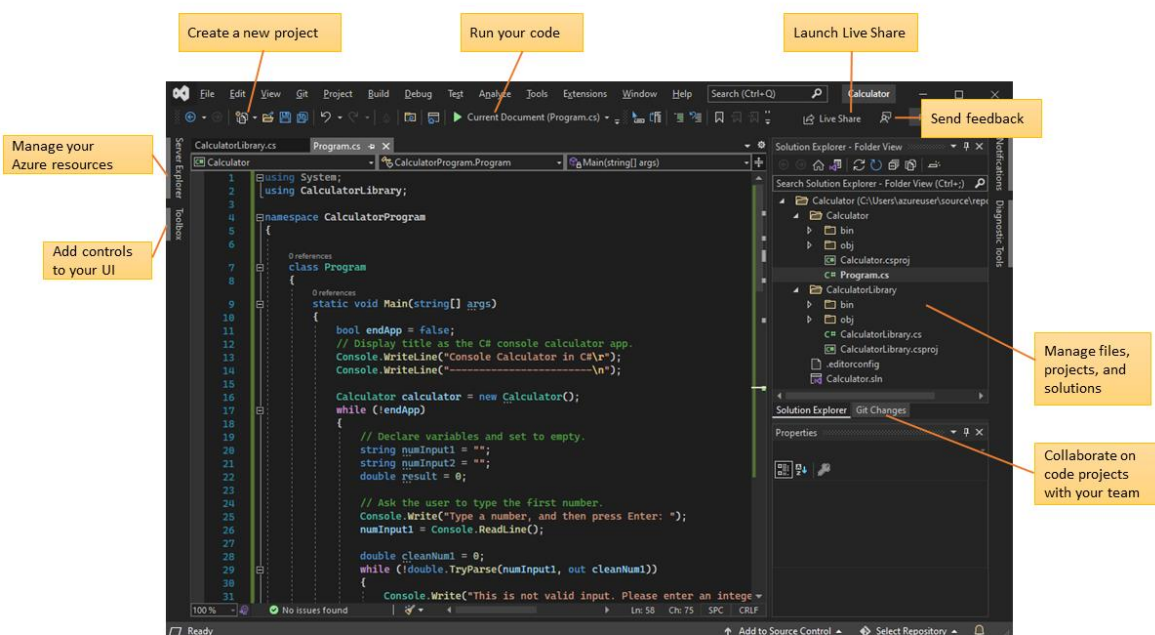 Create a new project
Run your code
Launch Live Share
File Edit View Git Project Build Debug Test Analyze Tools Extensions Window Help Search (Ctrl+Q) Calculator
Current Document (Program.cs)
Live Share
Send feedback
Manage your
Azure resources
Add controls
to your UI
Server Explorer
Toolbox
CalculatorLibrary.cs Program.cs
Calculator CalculatorProgram.Program Main(string[] args)
1 using System;
2 using CalculatorLibrary;
3
4 namespace CalculatorProgram
5 {
6
0 references
7 class Program
8 {
0 references
9 static void Main(string[] args)
10 {
11 bool endApp = false;
12 // Display title as the C# console calculator app.
13 Console.WriteLine("Console Calculator in C#\r");
14 Console.WriteLine("------------------------\n");
15
16 Calculator calculator = new Calculator();
17 while (!endApp)
18 {
19 // Declare variables and set to empty.
20 string numInput1 = "";
21 string numInput2 = "";
22 double result = 0;
23
24 // Ask the user to type the first number.
25 Console.Write("Type a number, and then press Enter: ");
26 numInput1 = Console.ReadLine();
27
28 double cleanNum1 = 0;
29 while (!double.TryParse(numInput1, out cleanNum1))
30 {
31 Console.Write("This is not valid input. Please enter an intege
100 % No issues found Ln: 58 Ch: 75 SPC CRLF
Solution Explorer - Folder View
Search Solution Explorer - Folder View (Ctrl+;)
Calculator (C:\Users\azureuser\source\repo
Calculator
bin
obj
Calculator.csproj
C# Program.cs
CalculatorLibrary
bin
obj
C# CalculatorLibrary.cs
CalculatorLibrary.csproj
.editorconfig
Calculator.sln
Solution Explorer Git Changes
Properties
Notifications
Diagnostic Tools
Manage files,
projects, and
solutions
Collaborate on
code projects
with your team
Ready Add to Source Control Select Repository